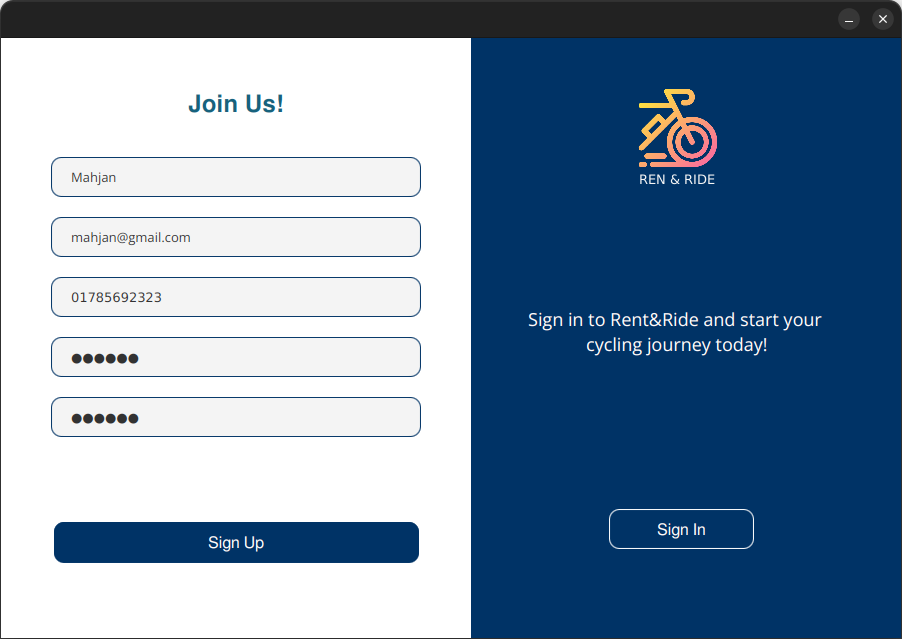 Join Us!
Mahjan
mahjan@gmail.com
01785692323
●●●●●●
●●●●●●
Sign Up
REN & RIDE
Sign in to Rent&Ride and start your
cycling journey today!
Sign In